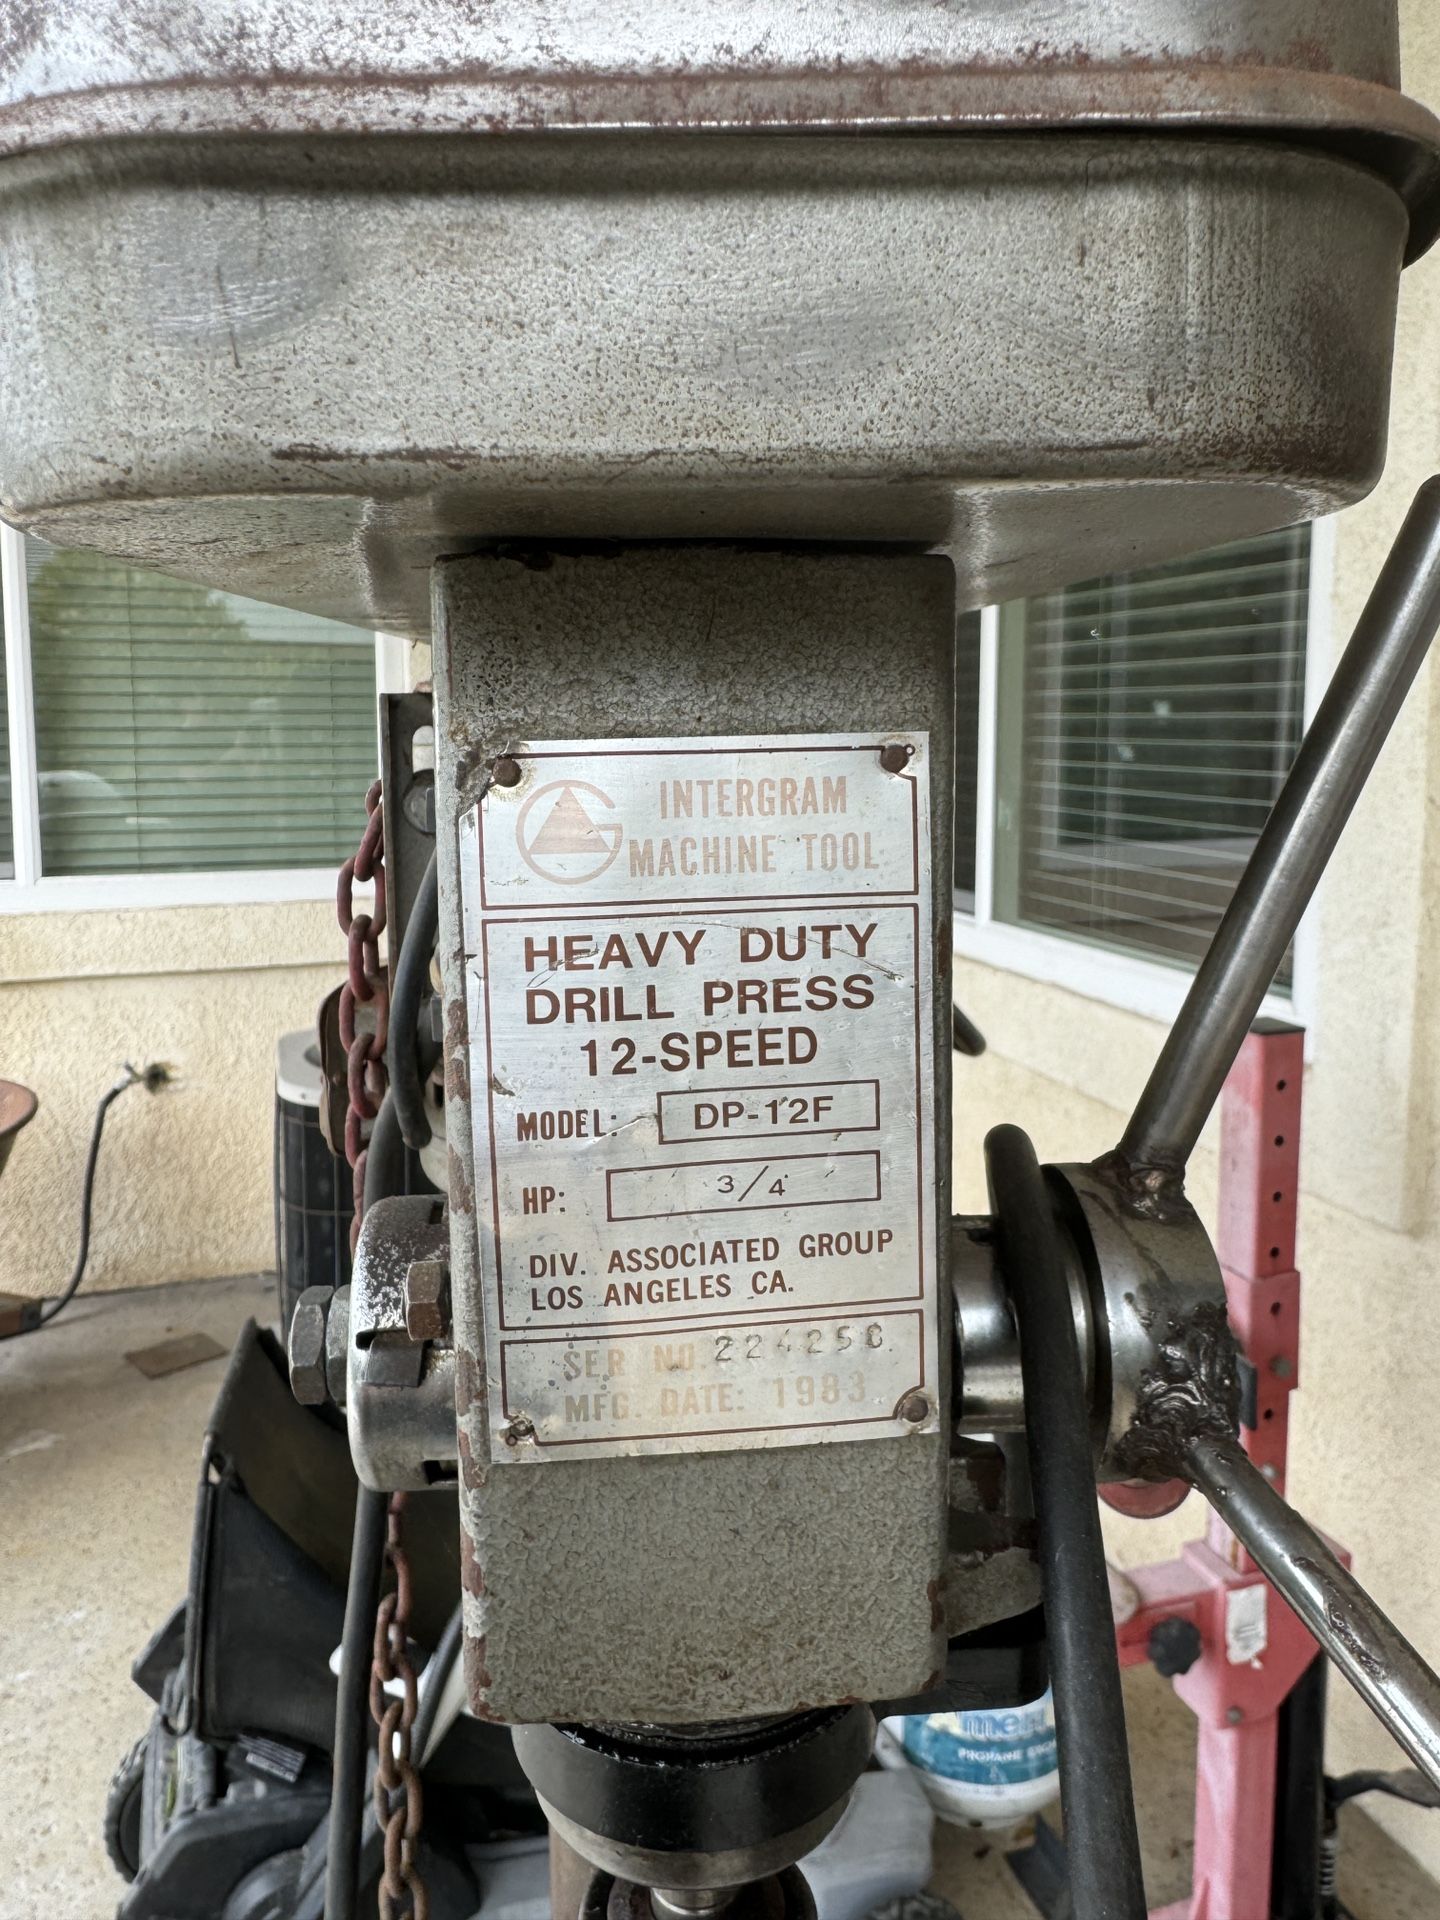 INTERGRAM
MACHINE TOOL
HEAVY DUTY
DRILL PRESS
12-SPEED
MODEL: DP-12F
HP: 3/4
DIV. ASSOCIATED GROUP
LOS ANGELES CA.
SER NO.
MFG. DATE: 1983